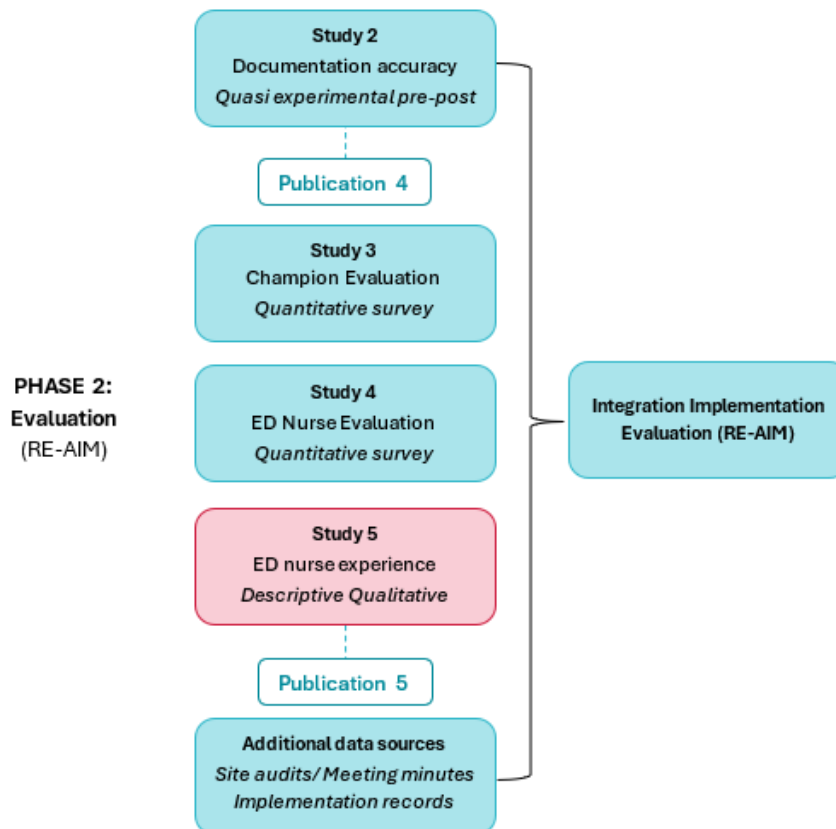 Study 2
Documentation accuracy
Quasi experimental pre-post
Publication 4
Study 3
Champion Evaluation
Quantitative survey
PHASE 2:
Evaluation
(RE-AIM)
Study 4
ED Nurse Evaluation
Quantitative survey
Integration Implementation
Evaluation (RE-AIM)
Study 5
ED nurse experience
Descriptive Qualitative
Publication 5
Additional data sources
Site audits/ Meeting minutes
Implementation records